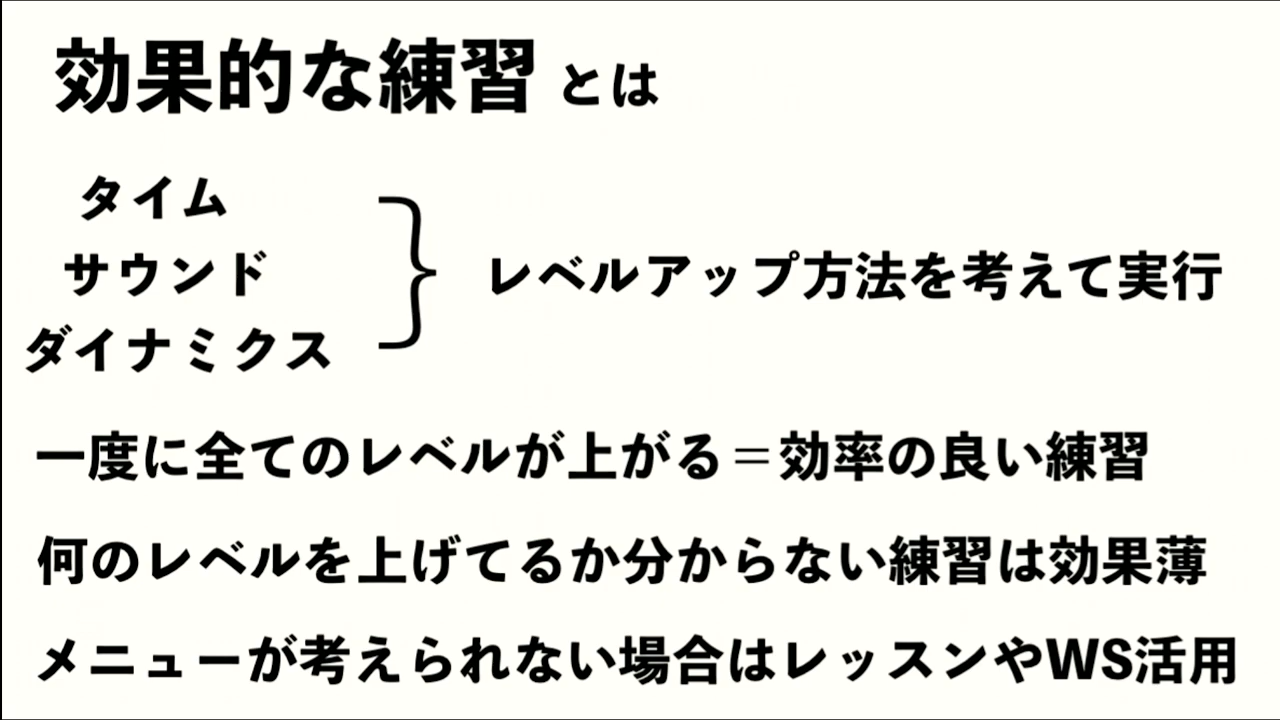 効果的な練習 とは
タイム
サウンド
ダイナミクス
レベルアップ方法を考えて実行
一度に全てのレベルが上がる＝効率の良い練習
何のレベルを上げてるか分からない練習は効果薄
メニューが考えられない場合はレッスンやWS活用